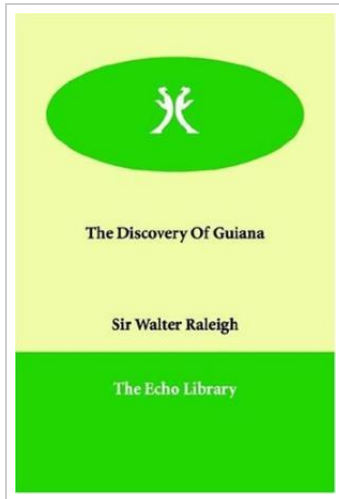 The Discovery Of Guiana
Sir Walter Raleigh
The Echo Library